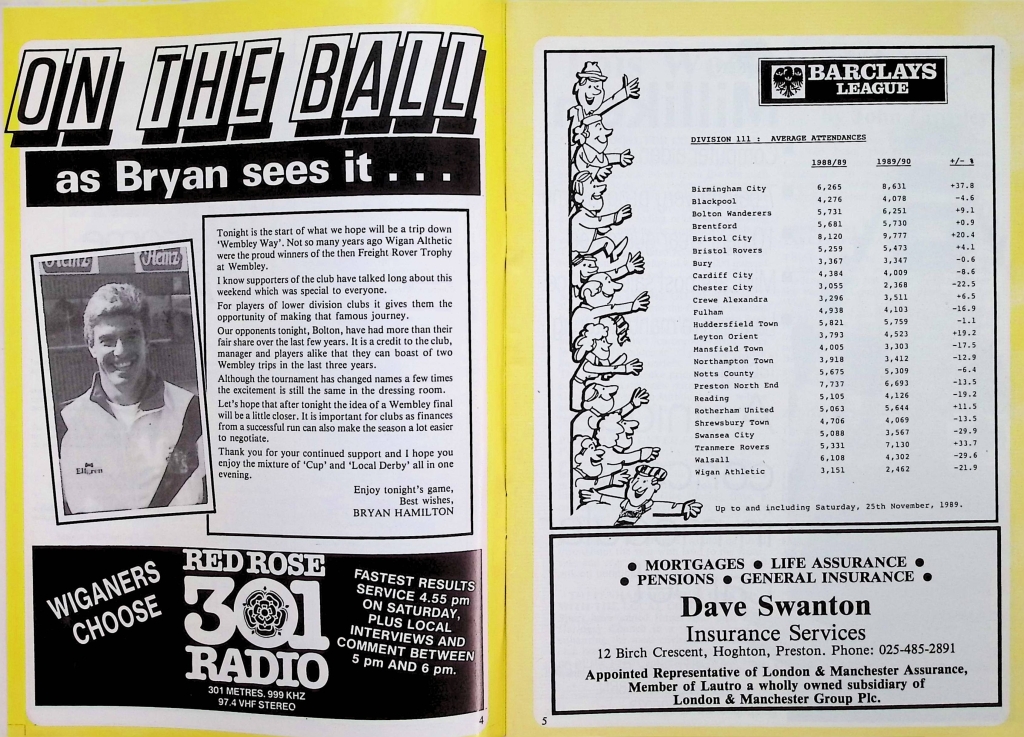 ON THE BALL
as Bryan sees it . . .
Heinz
Heinz
Tonight is the start of what we hope will be a trip down
‘Wembley Way’. Not so many years ago Wigan Althetic
were the proud winners of the then Freight Rover Trophy
at Wembley.
I know supporters of the club have talked long about this
weekend which was special to everyone.
For players of lower division clubs it gives them the
opportunity of making that famous journey.
Our opponents tonight, Bolton, have had more than their
fair share over the last few years. It is a credit to the club,
manager and players alike that they can boast of two
Wembley trips in the last three years.
Although the tournament has changed names a few times
the excitement is still the same in the dressing room.
Let’s hope that after tonight the idea of a Wembley final
will be a little closer. It is important for clubs as finances
from a successful run can also make the season a lot easier
to negotiate.
Thank you for your continued support and I hope you
enjoy the mixture of ‘Cup’ and ‘Local Derby’ all in one
evening.
Enjoy tonight’s game,
Best wishes,
BRYAN HAMILTON
WIGANERS
CHOOSE
RED ROSE
301
RADIO
301 METRES. 999 KHZ
97.4 VHF STEREO
FASTEST RESULTS
SERVICE 4.55 pm
ON SATURDAY,
PLUS LOCAL
INTERVIEWS AND
COMMENT BETWEEN
5 pm AND 6 pm.
4
BARCLAYS
LEAGUE
DIVISION 111 : AVERAGE ATTENDANCES
1988/89 1989/90 +/- %
Birmingham City 6,265 8,631 +37.8
Blackpool 4,276 4,078 -4.6
Bolton Wanderers 5,731 6,251 +9.1
Brentford 5,681 5,730 +0.9
Bristol City 8,120 9,777 +20.4
Bristol Rovers 5,259 5,473 +4.1
Bury 3,367 3,347 -0.6
Cardiff City 4,384 4,009 -8.6
Chester City 3,055 2,368 -22.5
Crewe Alexandra 3,296 3,511 +6.5
Fulham 4,938 4,103 -16.9
Huddersfield Town 5,821 5,759 -1.1
Leyton Orient 3,793 4,523 +19.2
Mansfield Town 4,005 3,303 -17.5
Northampton Town 3,918 3,412 -12.9
Notts County 5,675 5,309 -6.4
Preston North End 7,737 6,693 -13.5
Reading 5,105 4,126 -19.2
Rotherham United 5,063 5,644 +11.5
Shrewsbury Town 4,706 4,069 -13.5
Swansea City 5,088 3,567 -29.9
Tranmere Rovers 5,331 7,130 +33.7
Walsall 6,108 4,302 -29.6
Wigan Athletic 3,151 2,462 -21.9
Up to and including Saturday, 25th November, 1989.
● MORTGAGES ● LIFE ASSURANCE ●
● PENSIONS ● GENERAL INSURANCE ●
Dave Swanton
Insurance Services
12 Birch Crescent, Hoghton, Preston. Phone: 025-485-2891
Appointed Representative of London & Manchester Assurance,
Member of Lautro a wholly owned subsidiary of
London & Manchester Group Plc.
5